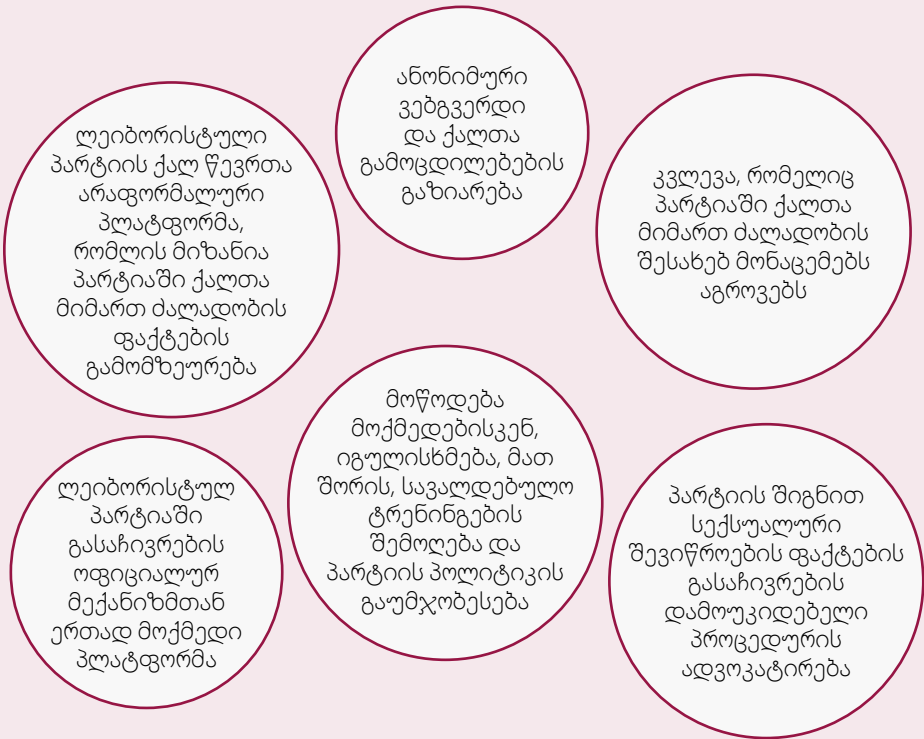 ლეიბორისტული
პარტიის ქალ წევრთა
არაფორმალური
პლატფორმა,
რომლის მიზანია
პარტიაში ქალთა
მიმართ ძალადობის
ფაქტების
გამომზეურება
ანონიმური
ვებგვერდი
და ქალთა
გამოცდილებების
გაზიარება
კვლევა, რომელიც
პარტიაში ქალთა
მიმართ ძალადობის
შესახებ მონაცემებს
აგროვებს
ლეიბორისტულ
პარტიაში
გასაჩივრების
ოფიციალურ
მექანიზმთან
ერთად მოქმედი
პლატფორმა
მოწოდება
მოქმედებისკენ,
იგულისხმება, მათ
შორის, სავალდებულო
ტრენინგების
შემოღება და
პარტიის პოლიტიკის
გაუმჯობესება
პარტიის შიგნით
სექსუალური
შევიწროების ფაქტების
გასაჩივრების
დამოუკიდებელი
პროცედურის
ადვოკატირება